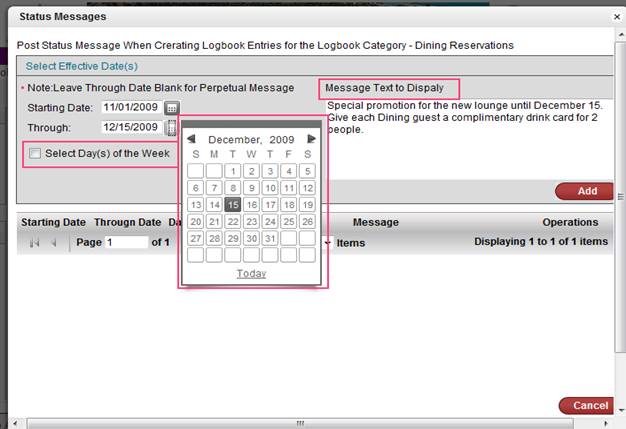 Status Messages
Post Status Message When Crerating Logbook Entries for the Logbook Category - Dining Reservations
Select Effective Date(s)
• Note:Leave Through Date Blank for Perpetual Message
Message Text to Dispaly
Starting Date: 11/01/2009
Special promotion for the new lounge until December 15.
Give each Dining guest a complimentary drink card for 2
people.
Through: 12/15/2009
Select Day(s) of the Week
December, 2009
S M T W T F S
1 2 3 4 5
6 7 8 9 10 11 12
13 14 15 16 17 18 19
20 21 22 23 24 25 26
27 28 29 30 31
Today
Add
Starting Date Througn Date Da Message Operations
Page 1 of 1 Items Displaying 1 to 1 of 1 items
Cancel